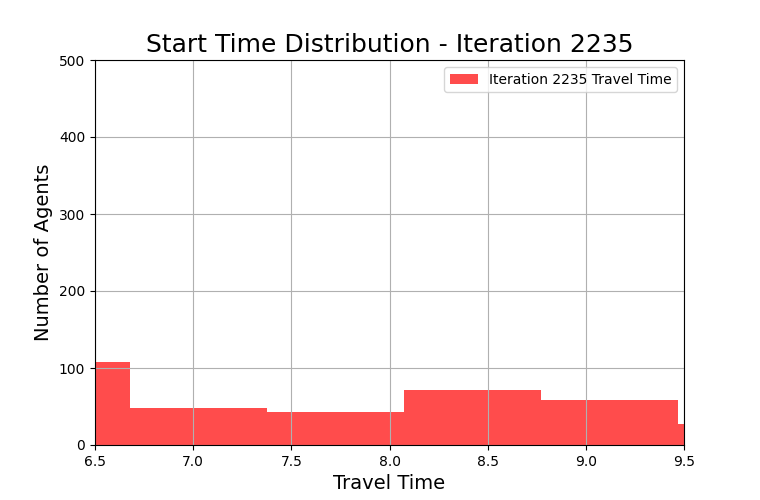 Start Time Distribution - Iteration 2235
Iteration 2235 Travel Time
Number of Agents
500
400
300
200
100
0
6.5 7.0 7.5 8.0 8.5 9.0 9.5
Travel Time